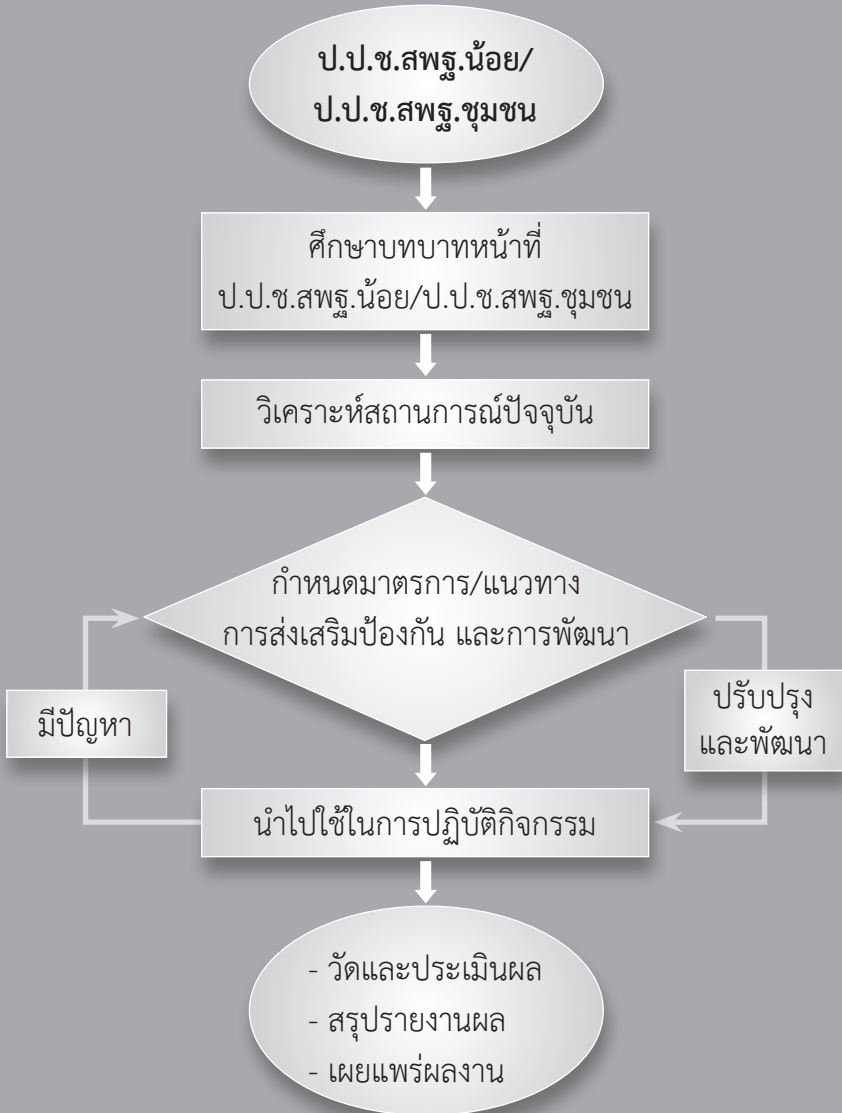 ป.ป.ช.สพฐ.น้อย/
ป.ป.ช.สพฐ.ชุมชน
ศึกษาบทบาทหน้าที่
ป.ป.ช.สพฐ.น้อย/ป.ป.ช.สพฐ.ชุมชน
วิเคราะห์สถานการณ์ปัจจุบัน
กำหนดมาตรการ/แนวทาง
การส่งเสริมป้องกัน และการพัฒนา
มีปัญหา
ปรับปรุง
และพัฒนา
นำไปใช้ในการปฏิบัติกิจกรรม
- วัดและประเมินผล
- สรุปรายงานผล
- เผยแพร่ผลงาน